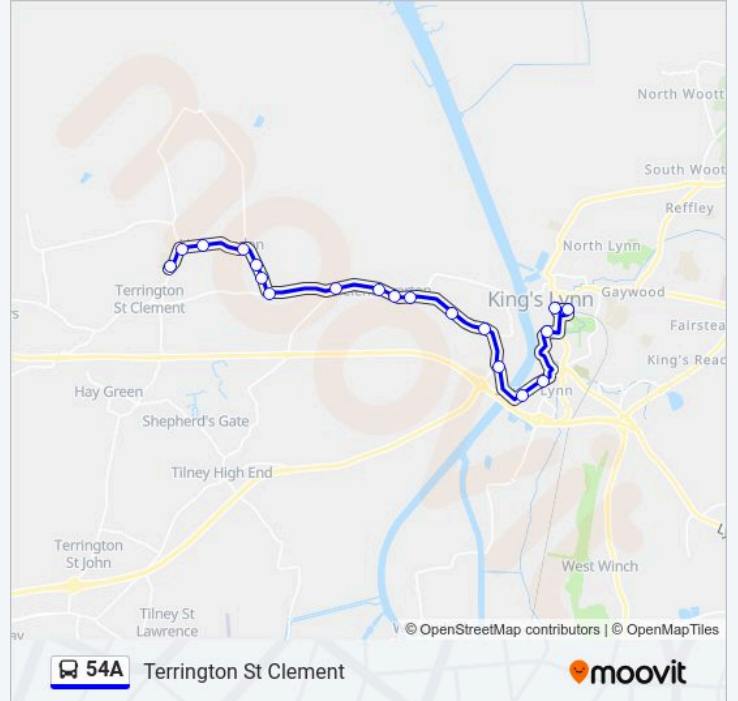 North Woott
South Woot
Reffley
North Lynn
Gaywood
King's Lynn
Terrington
St Clement
s
Fairstea
King's Reac
Lynn
Hay Green
Shepherd's Gate
Tilney High End
Terrington
St John
West Winch
Tilney St
Lawrence
ay
© OpenStreetMap contributors | © OpenMapTiles
54A Terrington St Clement
moovit